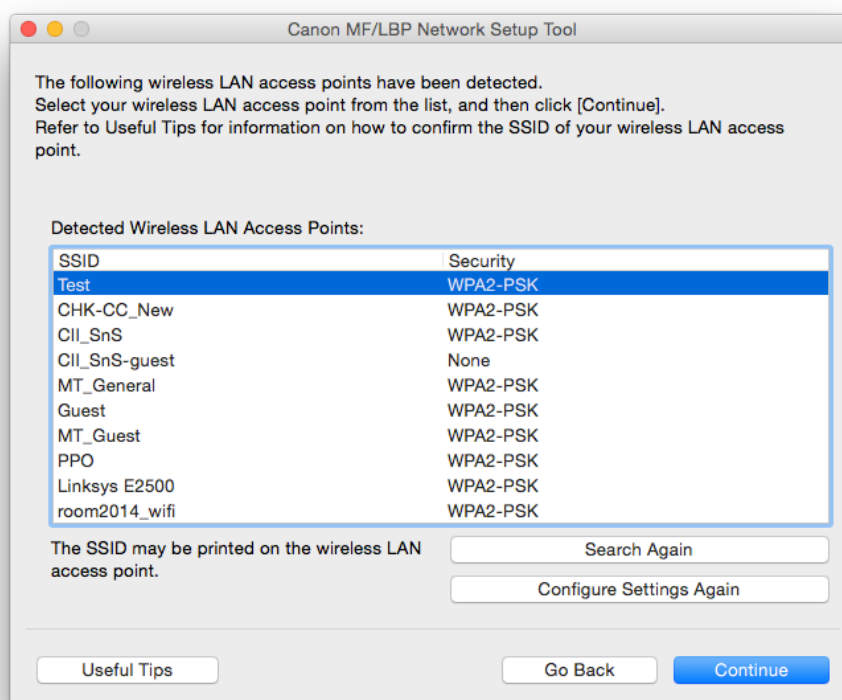 Canon MF/LBP Network Setup Tool
The following wireless LAN access points have been detected.
Select your wireless LAN access point from the list, and then click [Continue].
Refer to Useful Tips for information on how to confirm the SSID of your wireless LAN access
point.
Detected Wireless LAN Access Points:
SSID Security
Test WPA2-PSK
CHK-CC_New WPA2-PSK
CII_SnS WPA2-PSK
CII_SnS-guest None
MT_General WPA2-PSK
Guest WPA2-PSK
MT_Guest WPA2-PSK
PPO WPA2-PSK
Linksys E2500 WPA2-PSK
room2014_wifi WPA2-PSK
The SSID may be printed on the wireless LAN
access point.
Search Again
Configure Settings Again
Useful Tips Go Back Continue